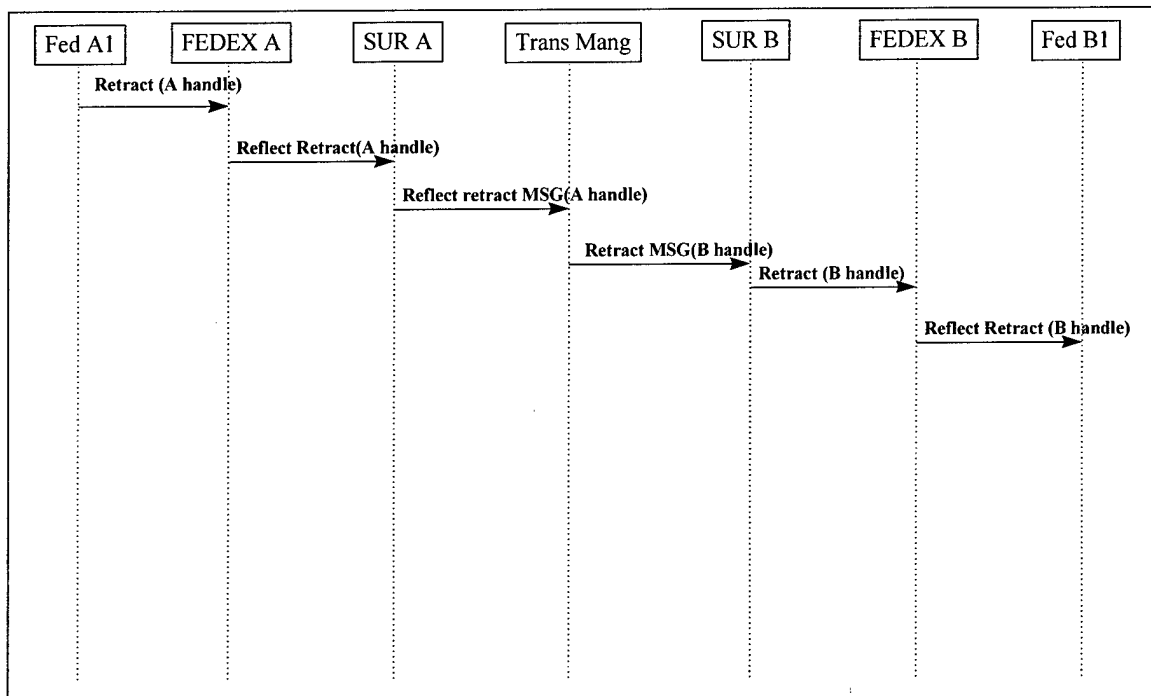 Fed A1
FEDEX A
SUR A
Trans Mang
SUR B
FEDEX B
Fed B1
Retract (A handle)
Reflect Retract(A handle)
Reflect retract MSG(A handle)
Retract MSG(B handle)
Retract (B handle)
Reflect Retract (B handle)